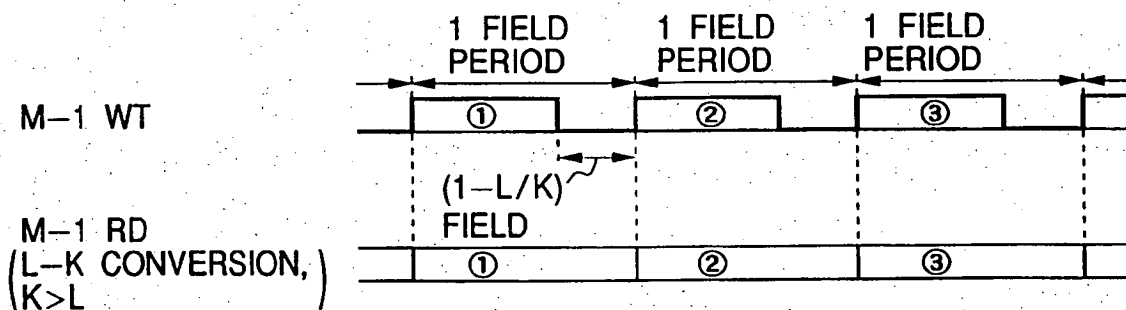 1 FIELD PERIOD
1 FIELD PERIOD
1 FIELD PERIOD
M-1 WT
①
②
③
(1-L/K) FIELD
M-1 RD
(L-K CONVERSION,
K>L)
①
②
③